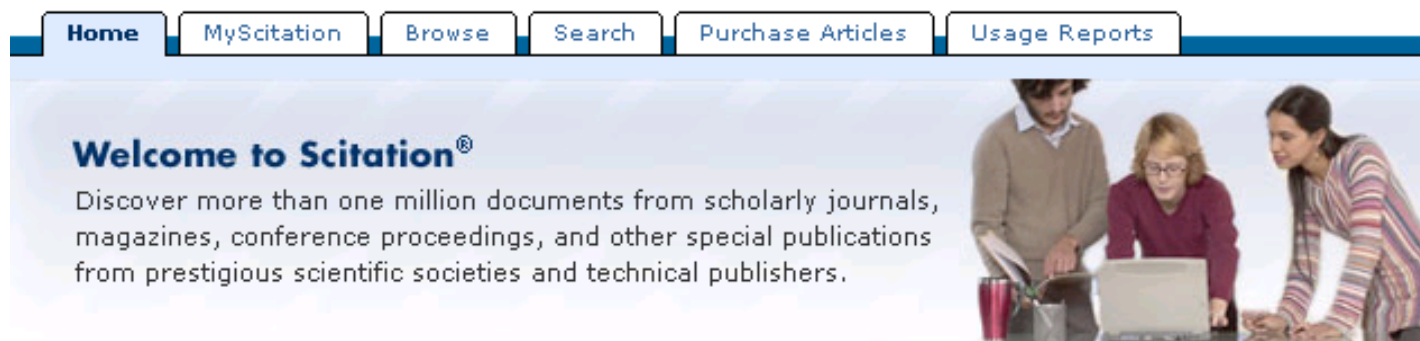 Home MyScitation Browse Search Purchase Articles Usage Reports
Welcome to Scitation®
Discover more than one million documents from scholarly journals,
magazines, conference proceedings, and other special publications
from prestigious scientific societies and technical publishers.